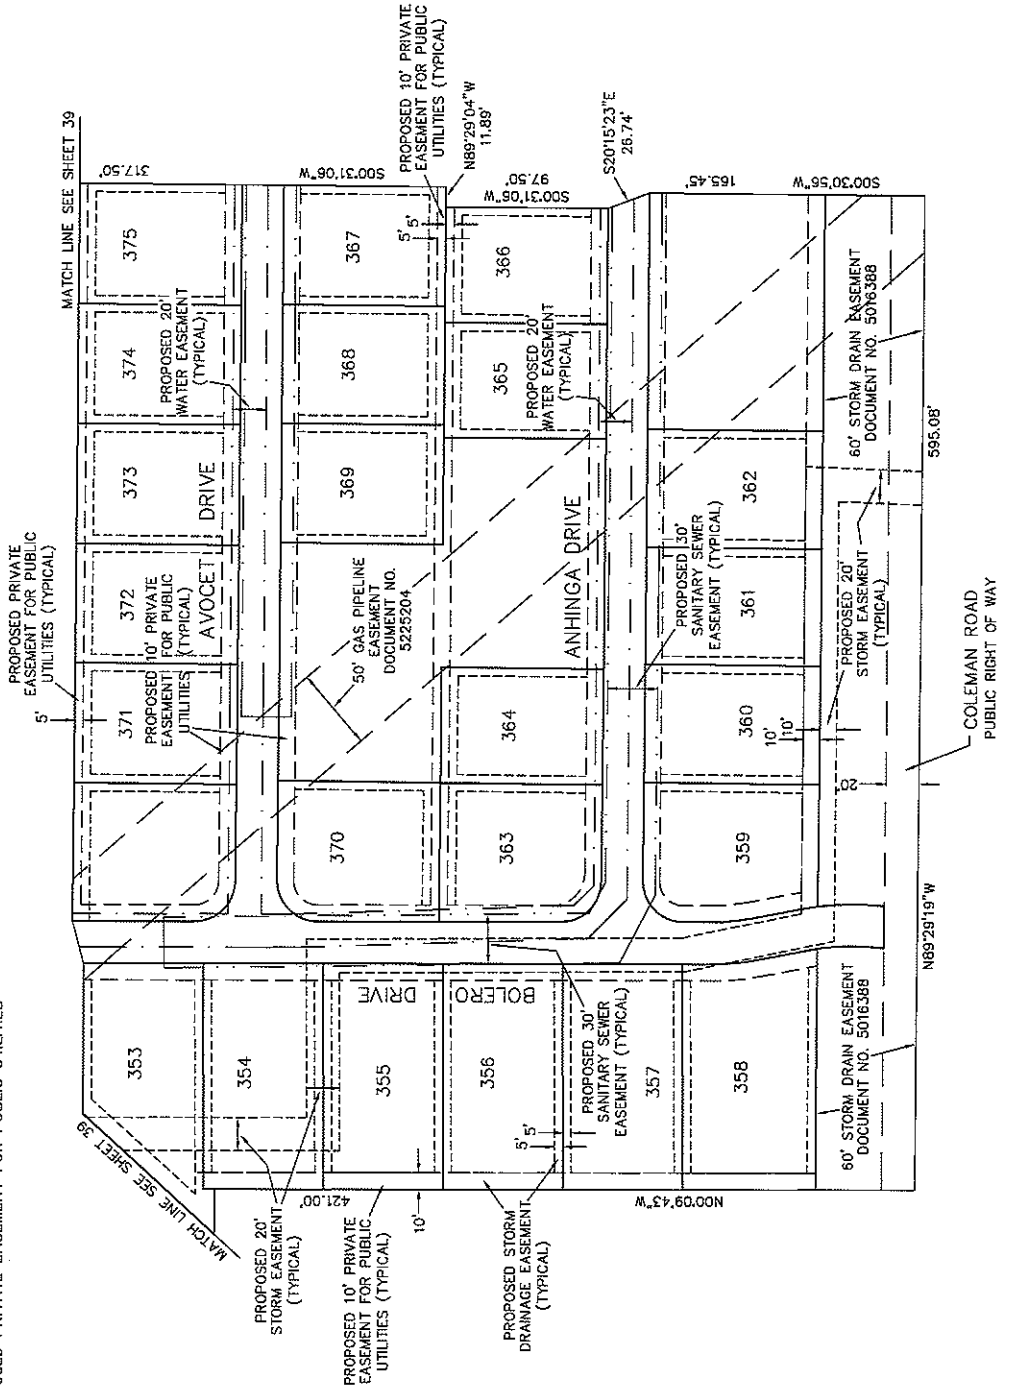 MATCH LINE SEE SHEET 39
PROPOSED PRIVATE
EASEMENT FOR PUBLIC
UTILITIES (TYPICAL)
5'
PROPOSED 10' PRIVATE
EASEMENT FOR PUBLIC
UTILITIES (TYPICAL)
N89°29'04"W
11.89'
S20°15'23"E
26.74'
317.50'
S00°31'06"W
S00°31'06"W
97.50'
165.45'
S00°30'56"W
375
374
373
372
371
PROPOSED 20'
WATER EASEMENT
(TYPICAL)
AVOCET DRIVE
PROPOSED 10' PRIVATE
EASEMENT FOR PUBLIC
UTILITIES (TYPICAL)
367
368
369
370
5'
5'
50' GAS PIPELINE
EASEMENT
DOCUMENT NO.
5225204
366
365
364
363
PROPOSED 20'
WATER EASEMENT
(TYPICAL)
ANHINGA DRIVE
PROPOSED 30'
SANITARY SEWER
EASEMENT (TYPICAL)
362
361
360
359
60' STORM DRAIN EASEMENT
DOCUMENT NO. 5016388
595.08'
PROPOSED 20'
STORM EASEMENT
(TYPICAL)
10'
10'
20'
COLEMAN ROAD
PUBLIC RIGHT OF WAY
N89°29'19"W
BOLERO DRIVE
353
354
355
356
357
358
MATCH LINE SEE SHEET 39
PROPOSED 20'
STORM EASEMENT
(TYPICAL)
421.00'
PROPOSED 10' PRIVATE
EASEMENT FOR PUBLIC
UTILITIES (TYPICAL)
10'
PROPOSED STORM
DRAINAGE EASEMENT
(TYPICAL)
5'
5'
PROPOSED 30'
SANITARY SEWER
EASEMENT (TYPICAL)
N00°09'43"W
60' STORM DRAIN EASEMENT
DOCUMENT NO. 5016388